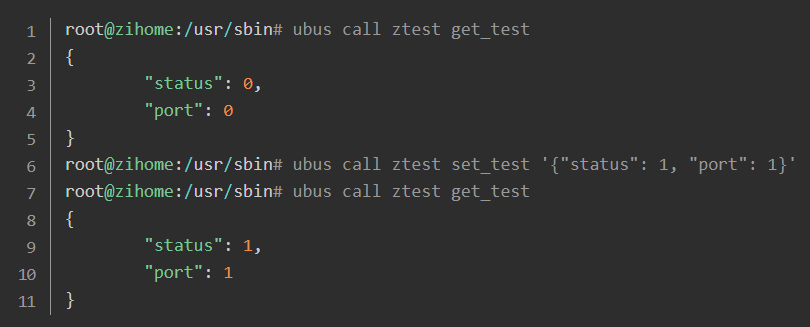 1 root@zihome:/usr/sbin# ubus call ztest get_test
2 {
3         "status": 0,
4         "port": 0
5 }
6 root@zihome:/usr/sbin# ubus call ztest set_test '{"status": 1, "port": 1}'
7 root@zihome:/usr/sbin# ubus call ztest get_test
8 {
9         "status": 1,
10         "port": 1
11 }